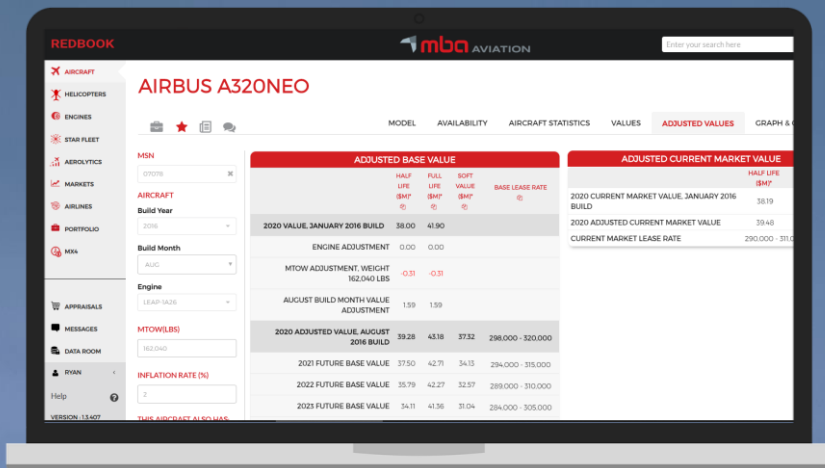 REDBOOK
mba AVIATION
Enter your search here
AIRCRAFT
HELICOPTERS
ENGINES
STAR FLEET
AEROLYTICS
MARKETS
AIRLINES
PORTFOLIO
MX4
APPRAISALS
MESSAGES
DATA ROOM
RYAN
Help
VERSION - 1.3.407
AIRBUS A320NEO
MODEL AVAILABILITY AIRCRAFT STATISTICS VALUES ADJUSTED VALUES GRAPH &
MSN
07078
AIRCRAFT
Build Year
2016
Build Month
AUG
Engine
LEAP-1A26
MTOW(LBS)
162,040
INFLATION RATE (%)
2
THIS AIRCRAFT ALSO HAS:
ADJUSTED BASE VALUE
HALF LIFE ($M)* FULL LIFE ($M)* SOFT VALUE ($M)* BASE LEASE RATE
2020 VALUE, JANUARY 2016 BUILD 38.00 41.90
ENGINE ADJUSTMENT 0.00 0.00
MTOW ADJUSTMENT, WEIGHT
162,040 LBS -0.31 -0.31
AUGUST BUILD MONTH VALUE
ADJUSTMENT 1.59 1.59
2020 ADJUSTED VALUE, AUGUST
2016 BUILD 39.28 43.18 37.32 298,000 - 320,000
2021 FUTURE BASE VALUE 37.50 42.71 34.13 294,000 - 315,000
2022 FUTURE BASE VALUE 35.79 42.27 32.57 289,000 - 310,000
2023 FUTURE BASE VALUE 34.11 41.36 31.04 284,000 - 305,000
ADJUSTED CURRENT MARKET VALUE
HALF LIFE
($M)*
2020 CURRENT MARKET VALUE, JANUARY 2016
BUILD 38.19
2020 ADJUSTED CURRENT MARKET VALUE 39.48
CURRENT MARKET LEASE RATE 290,000 - 311,0